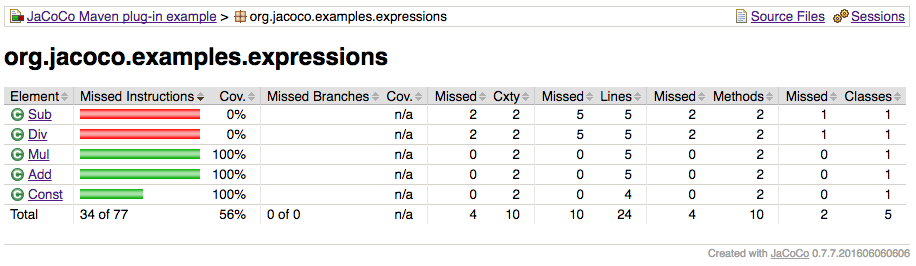 JaCoCo Maven plug-in example > org.jacoco.examples.expressions Source Files Sessions
org.jacoco.examples.expressions
Element Missed Instructions Cov. Missed Branches Cov. Missed Cxty Missed Lines Missed Methods Missed Classes
Sub 0% n/a 2 2 5 5 2 2 1 1
Div 0% n/a 2 2 5 5 2 2 1 1
Mul 100% n/a 0 2 0 5 0 2 0 1
Add 100% n/a 0 2 0 5 0 2 0 1
Const 100% n/a 0 2 0 4 0 2 0 1
Total 34 of 77 56% 0 of 0 n/a 4 10 10 24 4 10 2 5
Created with JaCoCo 0.7.7.201606060606